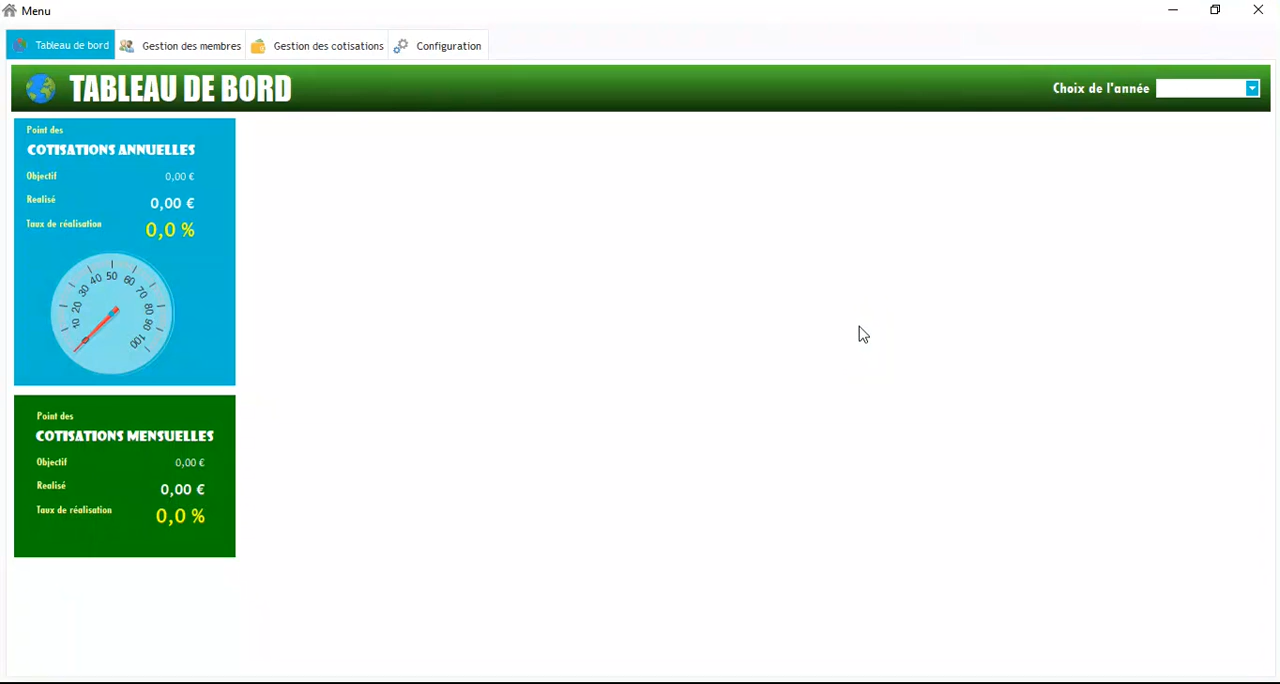 Menu
Tableau de bord Gestion des membres Gestion des cotisations Configuration
TABLEAU DE BORD Choix de l'année
Point des
COTISATIONS ANNUELLES
Objectif 0,00 €
Realisé 0,00 €
Taux de réalisation 0,0 %
10 20 30 40 50 60 70 80 90 100
Point des
COTISATIONS MENSUELLES
Objectif 0,00 €
Realisé 0,00 €
Taux de réalisation 0,0 %